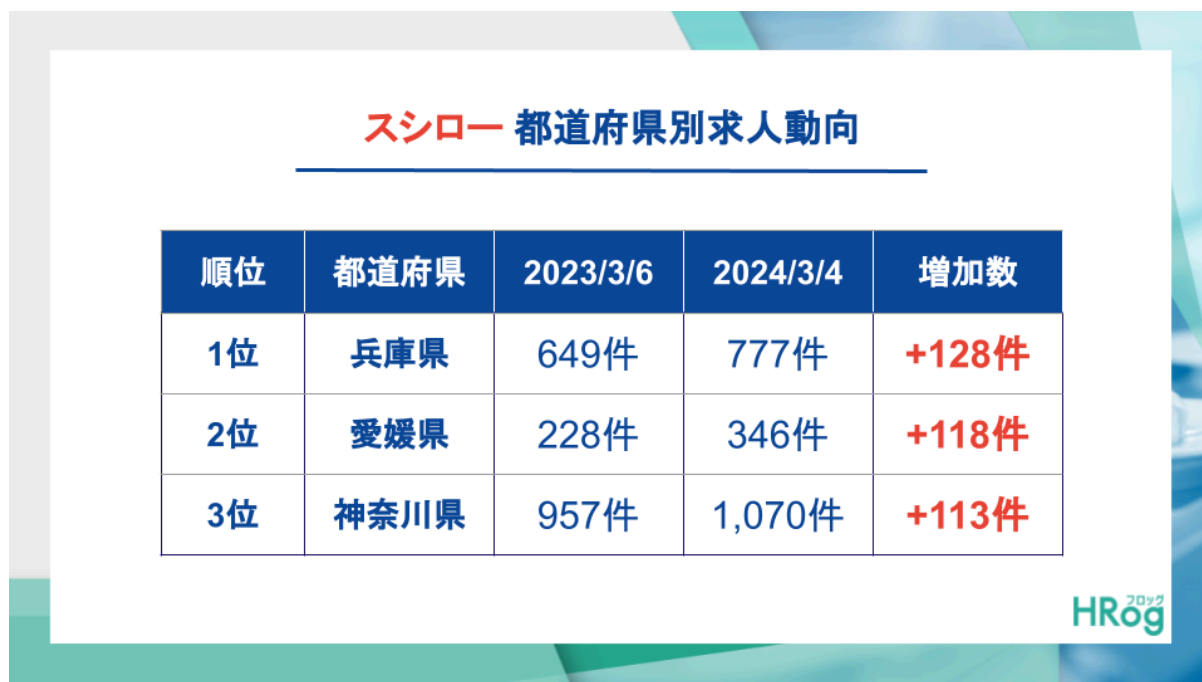 スシロー 都道府県別求人動向
順位 都道府県 2023/3/6 2024/3/4 増加数
1位 兵庫県 649件 777件 +128件
2位 愛媛県 228件 346件 +118件
3位 神奈川県 957件 1,070件 +113件
フロッグ
HRog